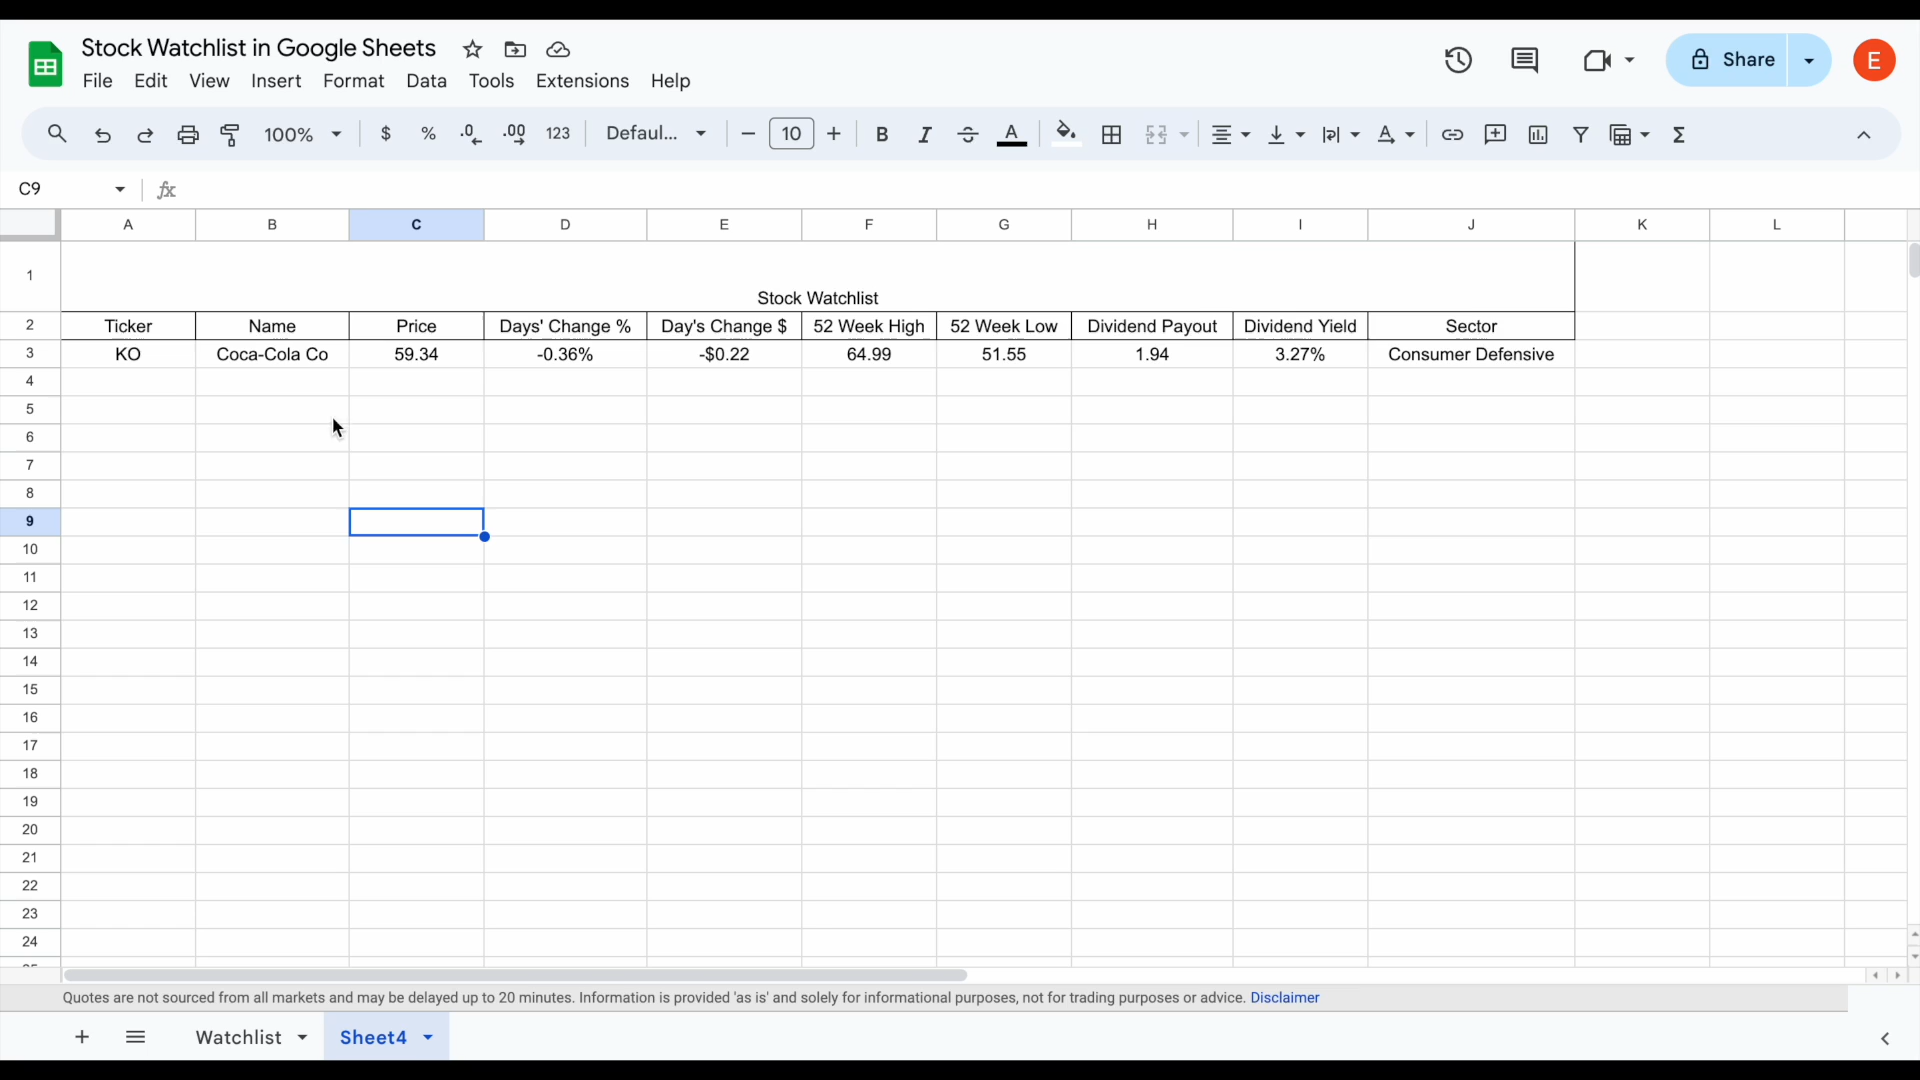 Stock Watchlist in Google Sheets
File Edit View Insert Format Data Tools Extensions Help
Share
E
100% $ % .0 .00 123 Defaul... 10 B I A A
C9 fx
A B C D E F G H I J K L
1 Stock Watchlist
2 Ticker Name Price Days' Change % Day's Change $ 52 Week High 52 Week Low Dividend Payout Dividend Yield Sector
3 KO Coca-Cola Co 59.34 -0.36% -$0.22 64.99 51.55 1.94 3.27% Consumer Defensive
4
5
6
7
8
9
10
11
12
13
14
15
16
17
18
19
20
21
22
23
24
Quotes are not sourced from all markets and may be delayed up to 20 minutes. Information is provided 'as is' and solely for informational purposes, not for trading purposes or advice. Disclaimer
Watchlist Sheet4